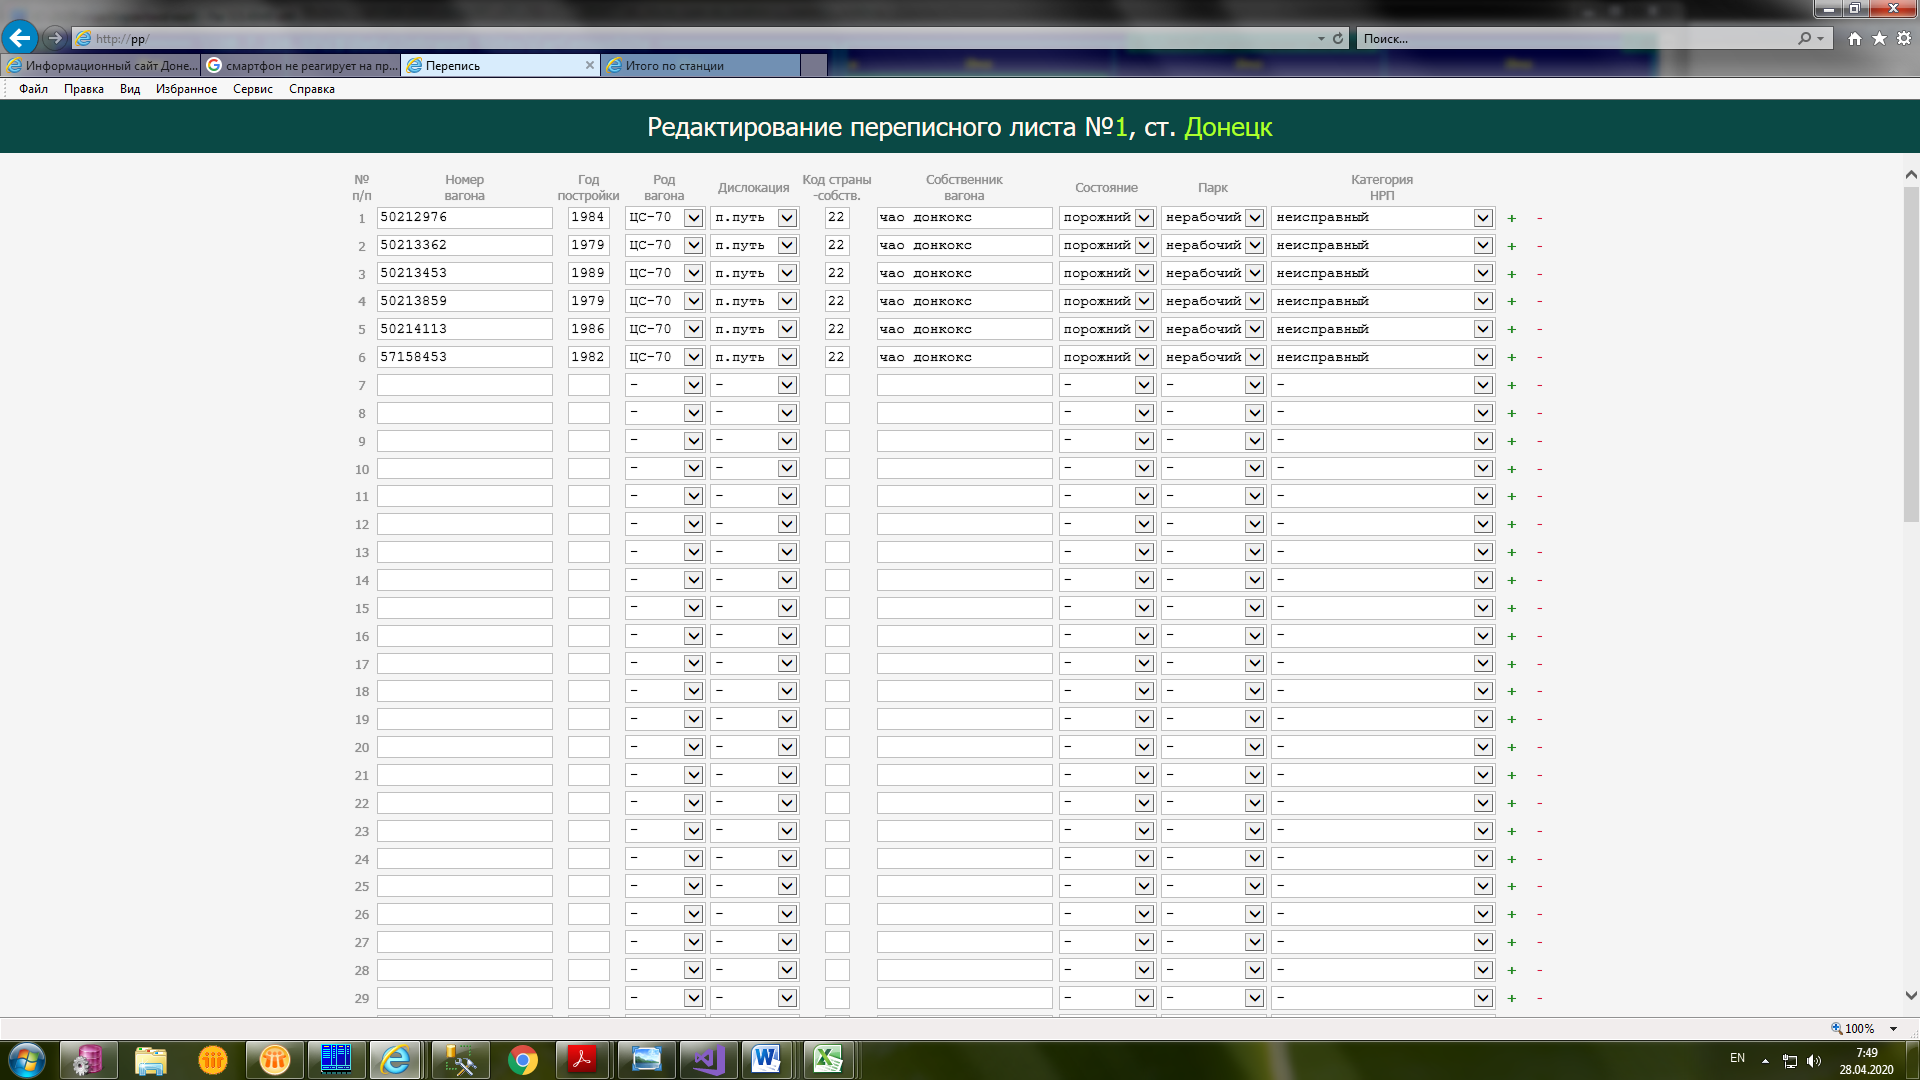 http://pp/
Поиск...
Информационный сайт Доне...
смартфон не реагирует на пр...
Перепись
Итого по станции
Файл Правка Вид Избранное Сервис Справка
Редактирование переписного листа №1, ст. Донецк
№ п/п
Номер вагона
Год постройки
Род вагона
Дислокация
Код страны -собств.
Собственник вагона
Состояние
Парк
Категория НРП
1 50212976 1984 ЦС-70 п.путь 22 чао донкокс порожний нерабочий неисправный + -
2 50213362 1979 ЦС-70 п.путь 22 чао донкокс порожний нерабочий неисправный + -
3 50213453 1989 ЦС-70 п.путь 22 чао донкокс порожний нерабочий неисправный + -
4 50213859 1979 ЦС-70 п.путь 22 чао донкокс порожний нерабочий неисправный + -
5 50214113 1986 ЦС-70 п.путь 22 чао донкокс порожний нерабочий неисправный + -
6 57158453 1982 ЦС-70 п.путь 22 чао донкокс порожний нерабочий неисправный + -
7 - - - - - + -
8 - - - - - + -
9 - - - - - + -
10 - - - - - + -
11 - - - - - + -
12 - - - - - + -
13 - - - - - + -
14 - - - - - + -
15 - - - - - + -
16 - - - - - + -
17 - - - - - + -
18 - - - - - + -
19 - - - - - + -
20 - - - - - + -
21 - - - - - + -
22 - - - - - + -
23 - - - - - + -
24 - - - - - + -
25 - - - - - + -
26 - - - - - + -
27 - - - - - + -
28 - - - - - + -
29 - - - - - + -
100%
EN
7:49
28.04.2020